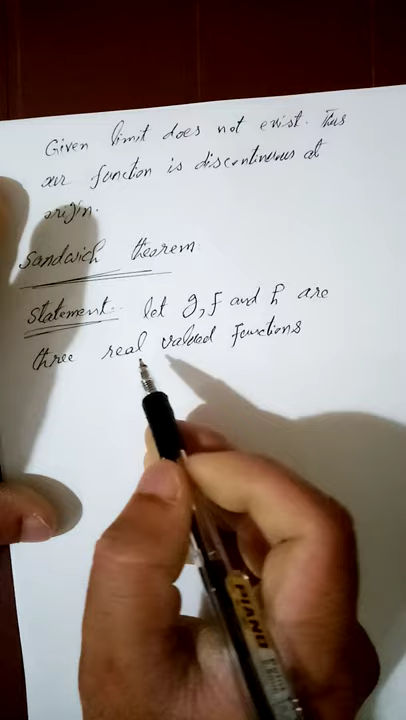 Given limit does not exist. Thus
our function is discontinuous at
origin.
Sandwich theorem
Statement. let g, f and h are
three real valued functions
PIANO